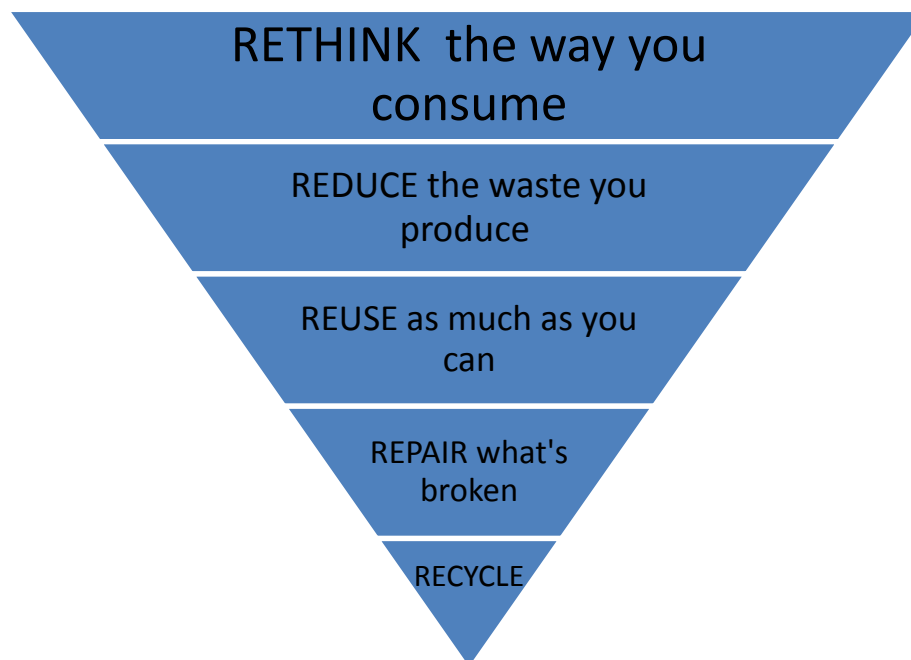 RETHINK  the way you
consume
REDUCE the waste you
produce
REUSE as much as you
can
REPAIR what's
broken
RECYCLE